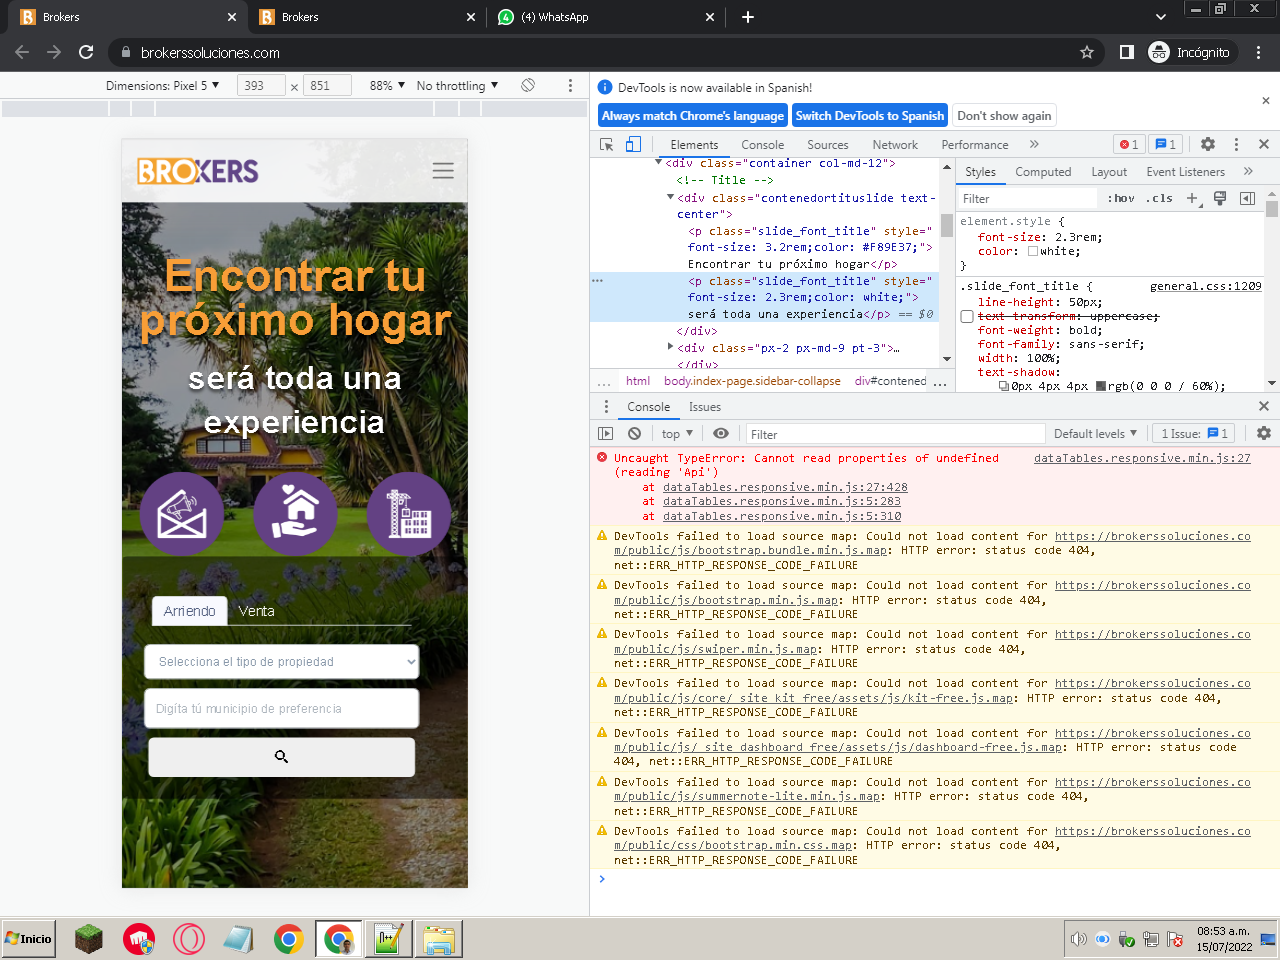 Brokers
Brokers
(4) WhatsApp
brokerssoluciones.com
Incógnito
Dimensions: Pixel 5 ▼
393 × 851
88% ▼
No throttling ▼
DevTools is now available in Spanish!
Always match Chrome's language
Switch DevTools to Spanish
Don't show again
Elements
Console
Sources
Network
Performance
»
1
1
<div class="container col-md-12">
<!-- Title -->
<div class="contenedortituslide text-
center">
<p class="slide_font_title" style="
font-size: 3.2rem;color: #F89E37;">
Encontrar tu próximo hogar</p>
<p class="slide_font_title" style="
font-size: 2.3rem;color: white;">
será toda una experiencia</p> == $0
</div>
<div class="px-2 px-md-9 pt-3">…
</div>
...
html
body.index-page.sidebar-collapse
div#contened
...
Styles
Computed
Layout
Event Listeners
»
Filter
:hov
.cls
element.style {
font-size: 2.3rem;
color: white;
}
.slide_font_title {
general.css:1209
line-height: 50px;
text-transform: uppercase;
font-weight: bold;
font-family: sans-serif;
width: 100%;
text-shadow:
0px 4px 4px rgb(0 0 0 / 60%);
Console
Issues
top ▼
Filter
Default levels ▼
1 Issue: 1
Uncaught TypeError: Cannot read properties of undefined
dataTables.responsive.min.js:27
(reading 'Api')
at dataTables.responsive.min.js:27:428
at dataTables.responsive.min.js:5:283
at dataTables.responsive.min.js:5:310
DevTools failed to load source map: Could not load content for https://brokerssoluciones.co
m/public/js/bootstrap.bundle.min.js.map: HTTP error: status code 404,
net::ERR_HTTP_RESPONSE_CODE_FAILURE
DevTools failed to load source map: Could not load content for https://brokerssoluciones.co
m/public/js/bootstrap.min.js.map: HTTP error: status code 404,
net::ERR_HTTP_RESPONSE_CODE_FAILURE
DevTools failed to load source map: Could not load content for https://brokerssoluciones.co
m/public/js/swiper.min.js.map: HTTP error: status code 404,
net::ERR_HTTP_RESPONSE_CODE_FAILURE
DevTools failed to load source map: Could not load content for https://brokerssoluciones.co
m/public/js/core/_site_kit_free/assets/js/kit-free.js.map: HTTP error: status code 404,
net::ERR_HTTP_RESPONSE_CODE_FAILURE
DevTools failed to load source map: Could not load content for https://brokerssoluciones.co
m/public/js/_site_dashboard_free/assets/js/dashboard-free.js.map: HTTP error: status code
404, net::ERR_HTTP_RESPONSE_CODE_FAILURE
DevTools failed to load source map: Could not load content for https://brokerssoluciones.co
m/public/js/summernote-lite.min.js.map: HTTP error: status code 404,
net::ERR_HTTP_RESPONSE_CODE_FAILURE
DevTools failed to load source map: Could not load content for https://brokerssoluciones.co
m/public/css/bootstrap.min.css.map: HTTP error: status code 404,
net::ERR_HTTP_RESPONSE_CODE_FAILURE
BROKERS
Encontrar tu
próximo hogar
será toda una
experiencia
Arriendo
Venta
Selecciona el tipo de propiedad
Digíta tú municipio de preferencia
Inicio
08:53 a.m.
15/07/2022